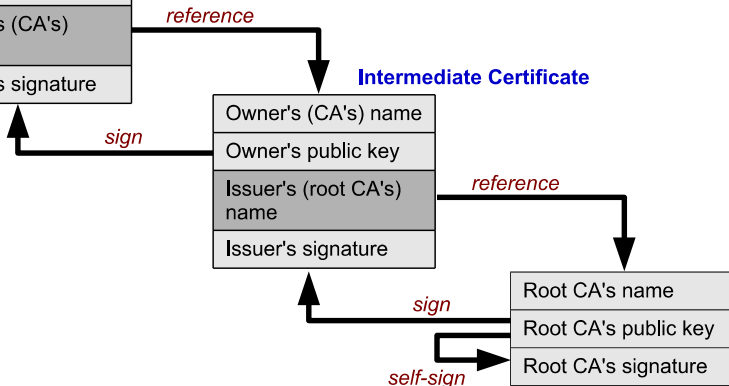 s (CA's)
reference
s signature
Intermediate Certificate
Owner's (CA's) name
sign
Owner's public key
Issuer's (root CA's)
name
reference
Issuer's signature
Root CA's name
sign
Root CA's public key
Root CA's signature
self-sign